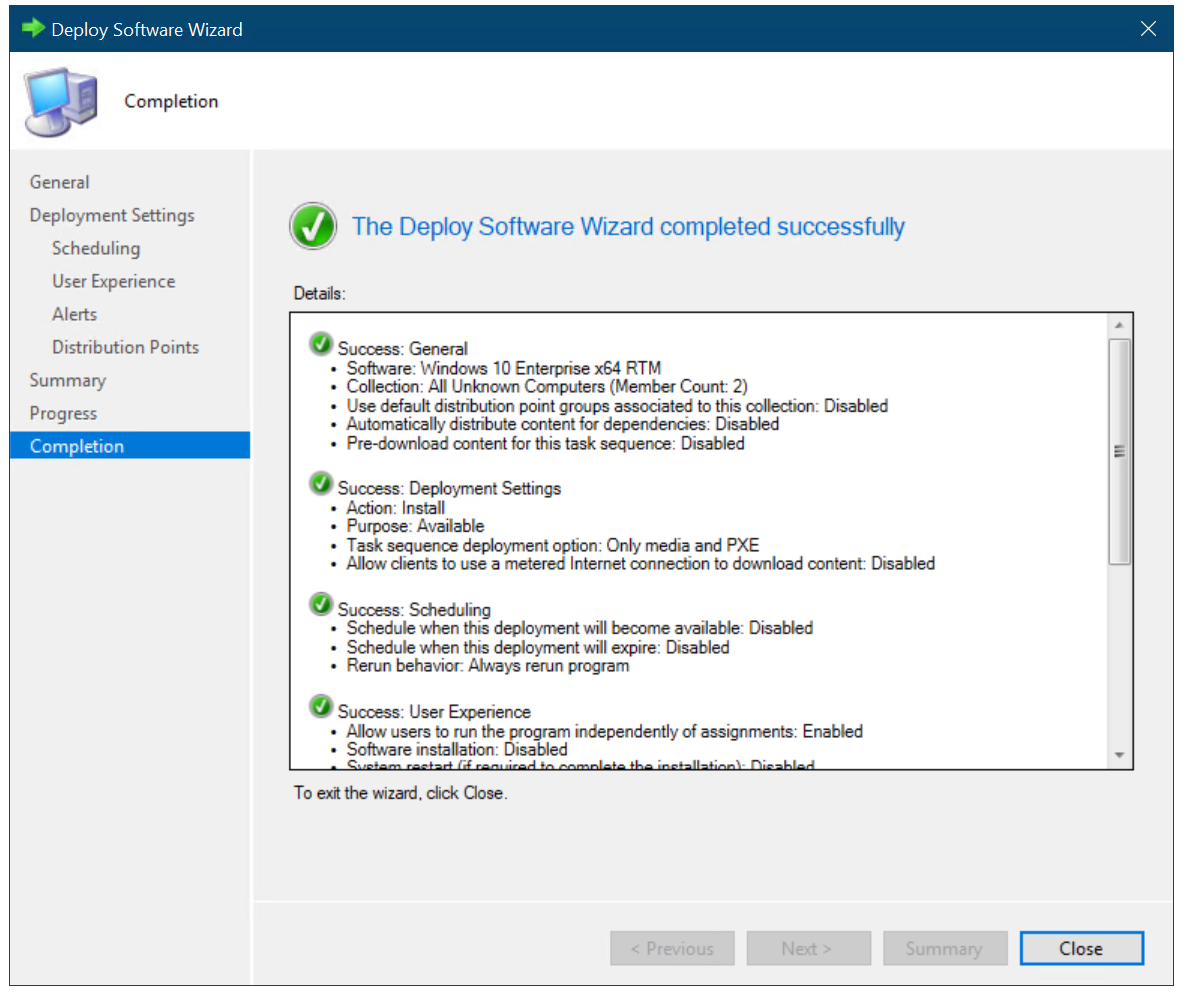 Deploy Software Wizard
Completion
General
Deployment Settings
Scheduling
User Experience
Alerts
Distribution Points
Summary
Progress
Completion
The Deploy Software Wizard completed successfully
Details:
Success: General
• Software: Windows 10 Enterprise x64 RTM
• Collection: All Unknown Computers (Member Count: 2)
• Use default distribution point groups associated to this collection: Disabled
• Automatically distribute content for dependencies: Disabled
• Pre-download content for this task sequence: Disabled
Success: Deployment Settings
• Action: Install
• Purpose: Available
• Task sequence deployment option: Only media and PXE
• Allow clients to use a metered Internet connection to download content: Disabled
Success: Scheduling
• Schedule when this deployment will become available: Disabled
• Schedule when this deployment will expire: Disabled
• Rerun behavior: Always rerun program
Success: User Experience
• Allow users to run the program independently of assignments: Enabled
• Software installation: Disabled
• System restart (if required to complete the installation): Disabled
To exit the wizard, click Close.
< Previous
Next >
Summary
Close